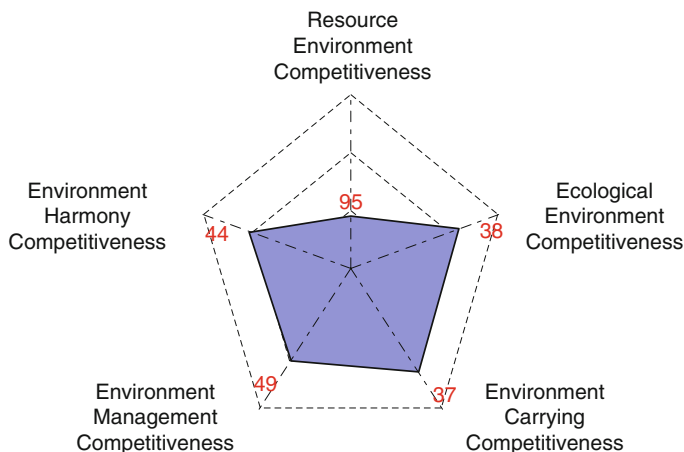 Resource
Environment
Competitiveness
95
Environment
Harmony
Competitiveness
44
Ecological
Environment
Competitiveness
38
Environment
Management
Competitiveness
49
Environment
Carrying
Competitiveness
37